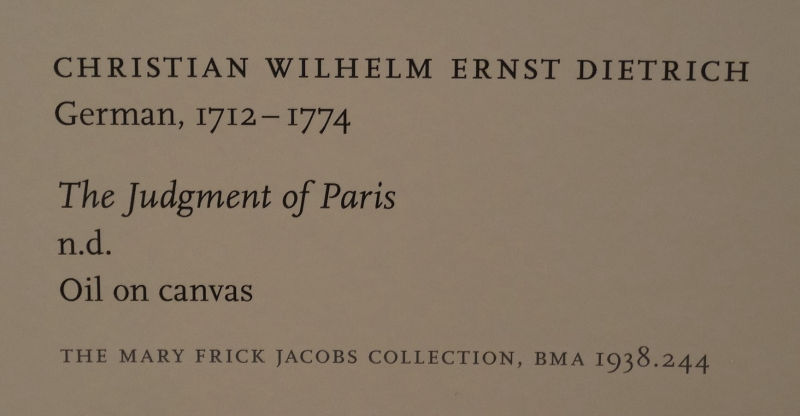 CHRISTIAN WILHELM ERNST DIETRICH
German, 1712–1774
The Judgment of Paris
n.d.
Oil on canvas
THE MARY FRICK JACOBS COLLECTION, BMA 1938.244